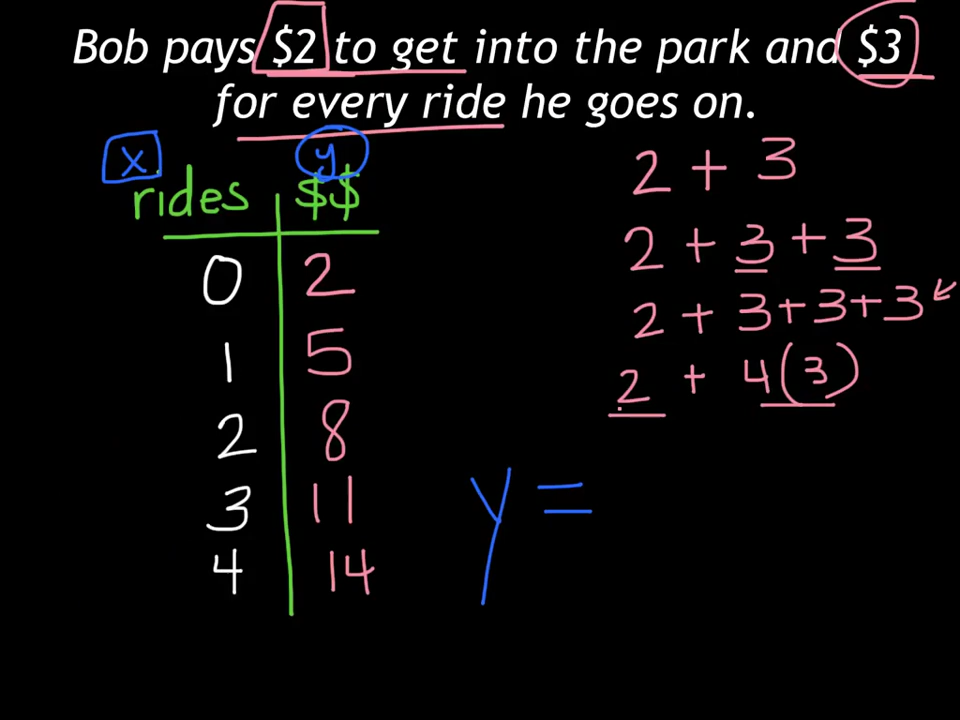 Bob pays $2 to get into the park and $3
for every ride he goes on.
x y
rides $$
0 2
1 5
2 8
3 11
4 14
2 + 3
2 + 3 + 3
2 + 3 + 3 + 3
2 + 4(3)
y =